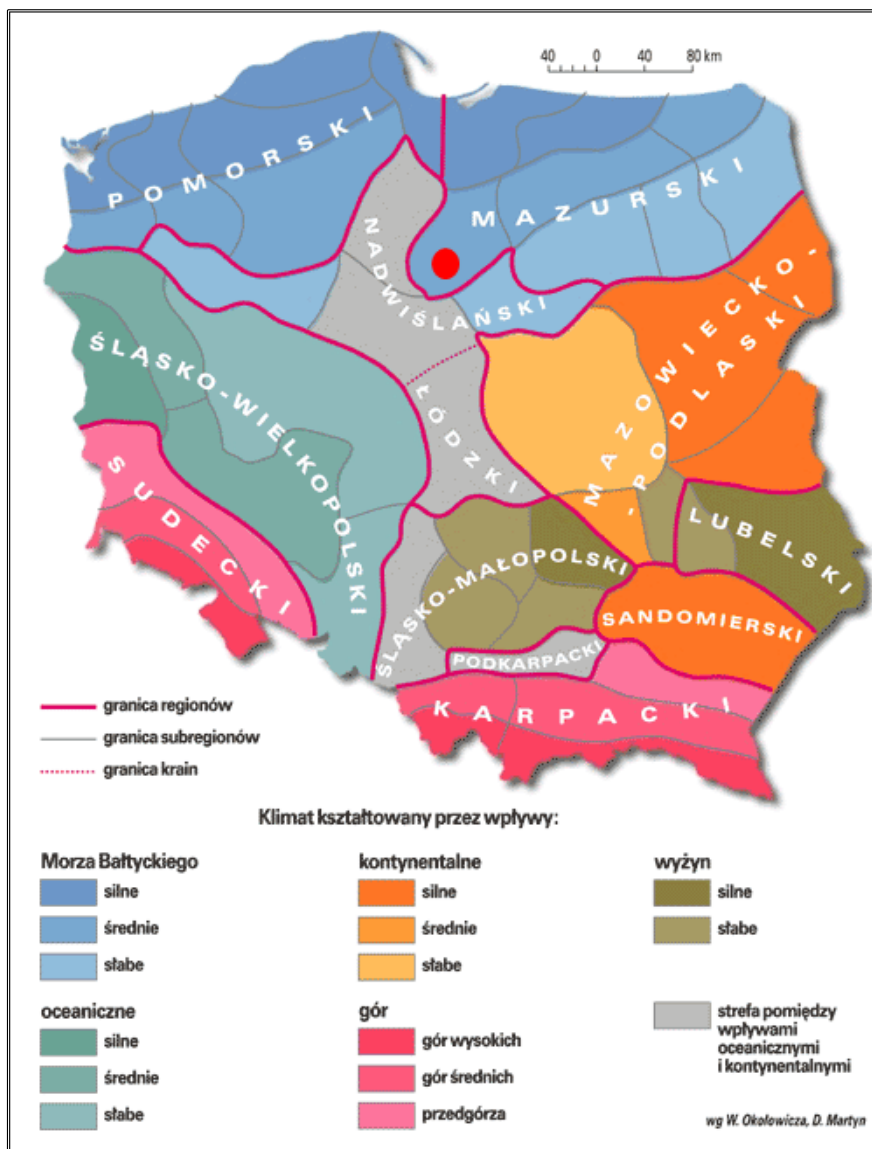 40 0 40 80 km
POMORSKI
MAZURSKI
NADWIŚLAŃSKI
MAZOWIECKO-
-PODLASKI
ŚLĄSKO-WIELKOPOLSKI
ŁÓDZKI
SUDECKI
LUBELSKI
ŚLĄSKO-MAŁOPOLSKI
SANDOMIERSKI
PODKARPACKI
KARPACKI
granica regionów
granica subregionów
granica krain
Klimat kształtowany przez wpływy:
Morza Bałtyckiego
silne
średnie
słabe
kontynentalne
silne
średnie
słabe
wyżyn
silne
słabe
oceaniczne
silne
średnie
słabe
gór
gór wysokich
gór średnich
przedgórza
strefa pomiędzy
wpływami
oceanicznymi
i kontynentalnymi
wg W. Okołowicza, D. Martyn